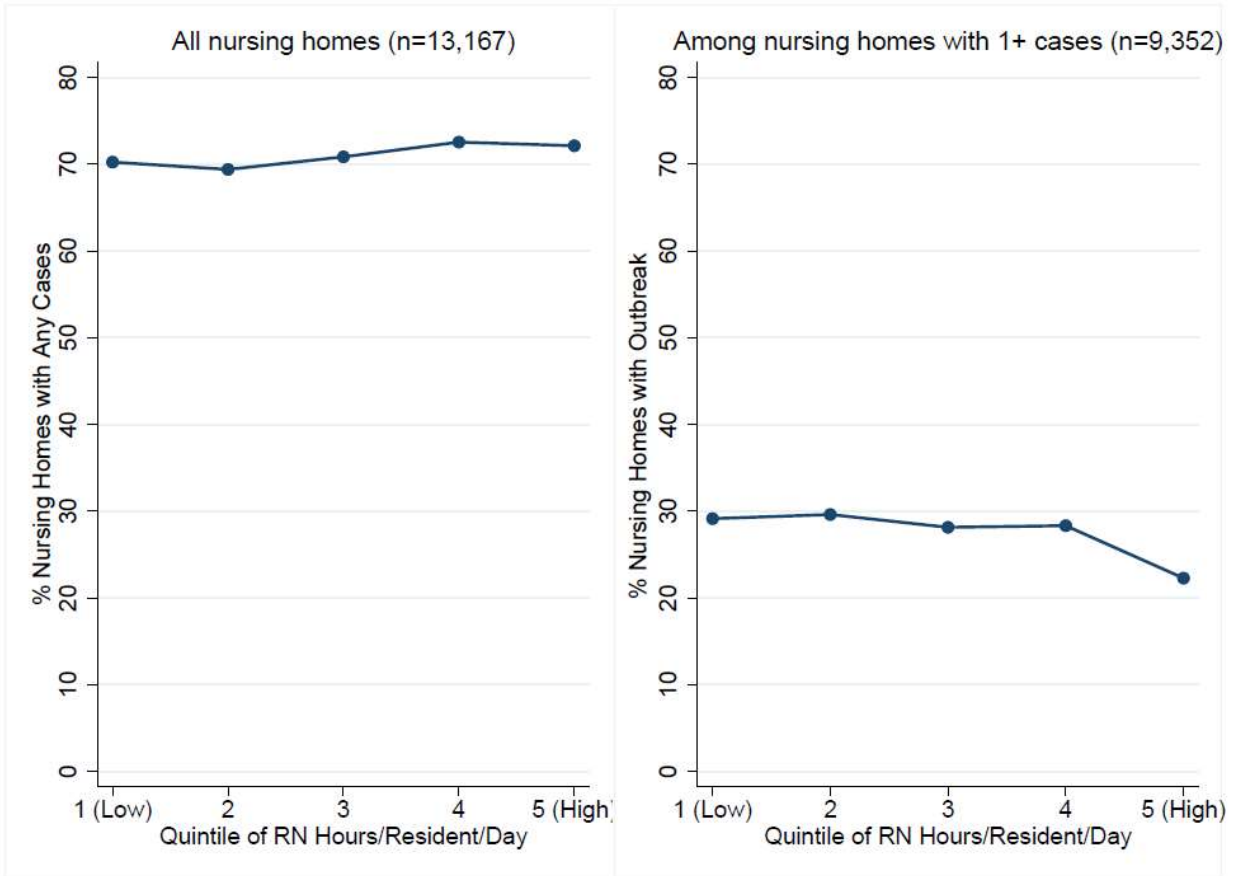 All nursing homes (n=13,167)
% Nursing Homes with Any Cases
80
70
60
50
40
30
20
10
0
1 (Low)
2
3
4
5 (High)
Quintile of RN Hours/Resident/Day
Among nursing homes with 1+ cases (n=9,352)
% Nursing Homes with Outbreak
80
70
60
50
40
30
20
10
0
1 (Low)
2
3
4
5 (High)
Quintile of RN Hours/Resident/Day